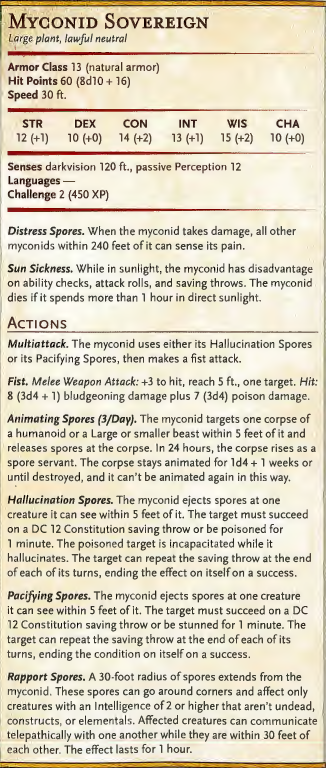 MYCONID SOVEREIGN
Large plant, lawful neutral
Armor Class 13 (natural armor)
Hit Points 60 (8d10 + 16)
Speed 30 ft.
STR DEX CON INT WIS CHA
12 (+1) 10 (+0) 14 (+2) 13 (+1) 15 (+2) 10 (+0)
Senses darkvision 120 ft., passive Perception 12
Languages —
Challenge 2 (450 XP)
Distress Spores. When the myconid takes damage, all other
myconids within 240 feet of it can sense its pain.
Sun Sickness. While in sunlight, the myconid has disadvantage
on ability checks, attack rolls, and saving throws. The myconid
dies if it spends more than 1 hour in direct sunlight.
ACTIONS
Multiattack. The myconid uses either its Hallucination Spores
or its Pacifying Spores, then makes a fist attack.
Fist. Melee Weapon Attack: +3 to hit, reach 5 ft., one target. Hit:
8 (3d4 + 1) bludgeoning damage plus 7 (3d4) poison damage.
Animating Spores (3/Day). The myconid targets one corpse of
a humanoid or a Large or smaller beast within 5 feet of it and
releases spores at the corpse. In 24 hours, the corpse rises as a
spore servant. The corpse stays animated for 1d4 + 1 weeks or
until destroyed, and it can't be animated again in this way.
Hallucination Spores. The myconid ejects spores at one
creature it can see within 5 feet of it. The target must succeed
on a DC 12 Constitution saving throw or be poisoned for
1 minute. The poisoned target is incapacitated while it
hallucinates. The target can repeat the saving throw at the end
of each of its turns, ending the effect on itself on a success.
Pacifying Spores. The myconid ejects spores at one creature
it can see within 5 feet of it. The target must succeed on a DC
12 Constitution saving throw or be stunned for 1 minute. The
target can repeat the saving throw at the end of each of its
turns, ending the condition on itself on a success.
Rapport Spores. A 30-foot radius of spores extends from the
myconid. These spores can go around corners and affect only
creatures with an Intelligence of 2 or higher that aren't undead,
constructs, or elementals. Affected creatures can communicate
telepathically with one another while they are within 30 feet of
each other. The effect lasts for 1 hour.